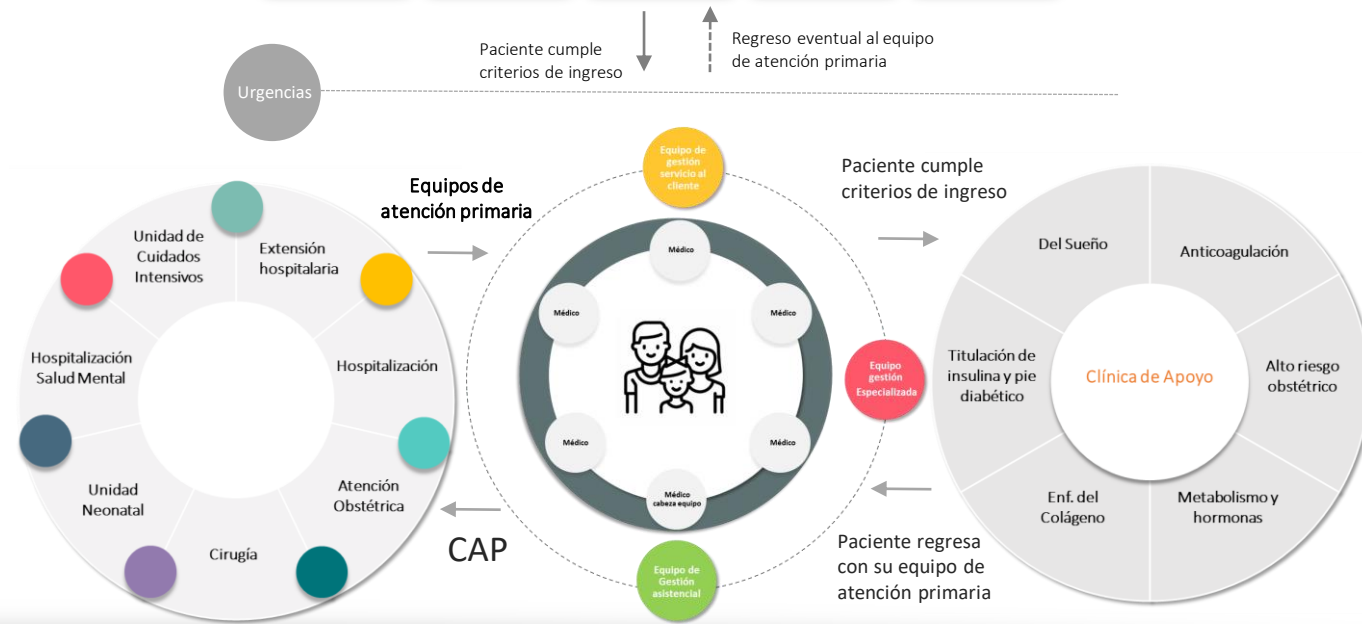 Paciente cumple
criterios de ingreso
Regreso eventual al equipo
de atención primaria
Urgencias
Equipos de
atención primaria
Unidad de
Cuidados
Intensivos
Extensión
hospitalaria
Hospitalización
Salud Mental
Hospitalización
Unidad
Neonatal
Atención
Obstétrica
Cirugía
CAP
Equipo de
gestión
servicio al
cliente
Médico
Médico
Médico
Médico
Médico
Médico
cabeza equipo
Equipo
gestión
Especializada
Equipo de
Gestión
asistencial
Paciente cumple
criterios de ingreso
Paciente regresa
con su equipo de
atención primaria
Del Sueño
Anticoagulación
Titulación de
insulina y pie
diabético
Clínica de Apoyo
Alto riesgo
obstétrico
Enf. del
Colágeno
Metabolismo y
hormonas